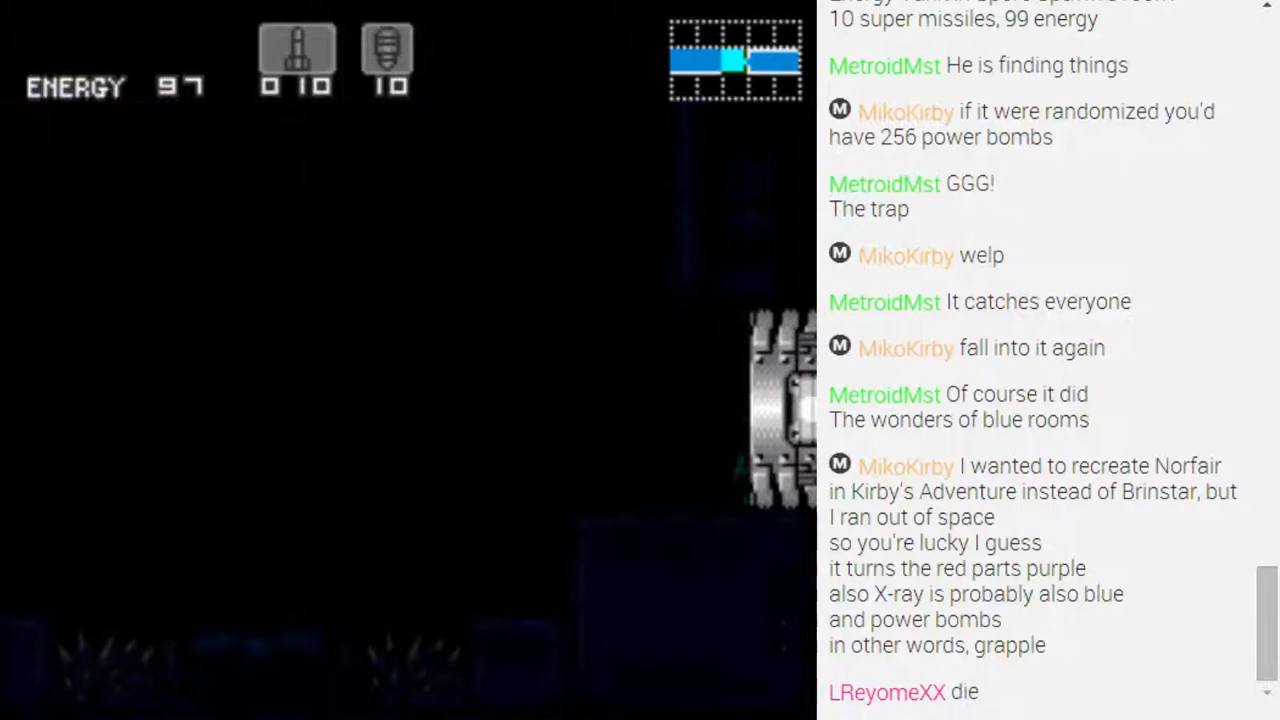 ENERGY 97 010 10
10 super missiles, 99 energy
MetroidMst He is finding things
M MikoKirby if it were randomized you'd
have 256 power bombs
MetroidMst GGG!
The trap
M MikoKirby welp
MetroidMst It catches everyone
M MikoKirby fall into it again
MetroidMst Of course it did
The wonders of blue rooms
M MikoKirby I wanted to recreate Norfair
in Kirby's Adventure instead of Brinstar, but
I ran out of space
so you're lucky I guess
it turns the red parts purple
also X-ray is probably also blue
and power bombs
in other words, grapple
LReyomeXX die